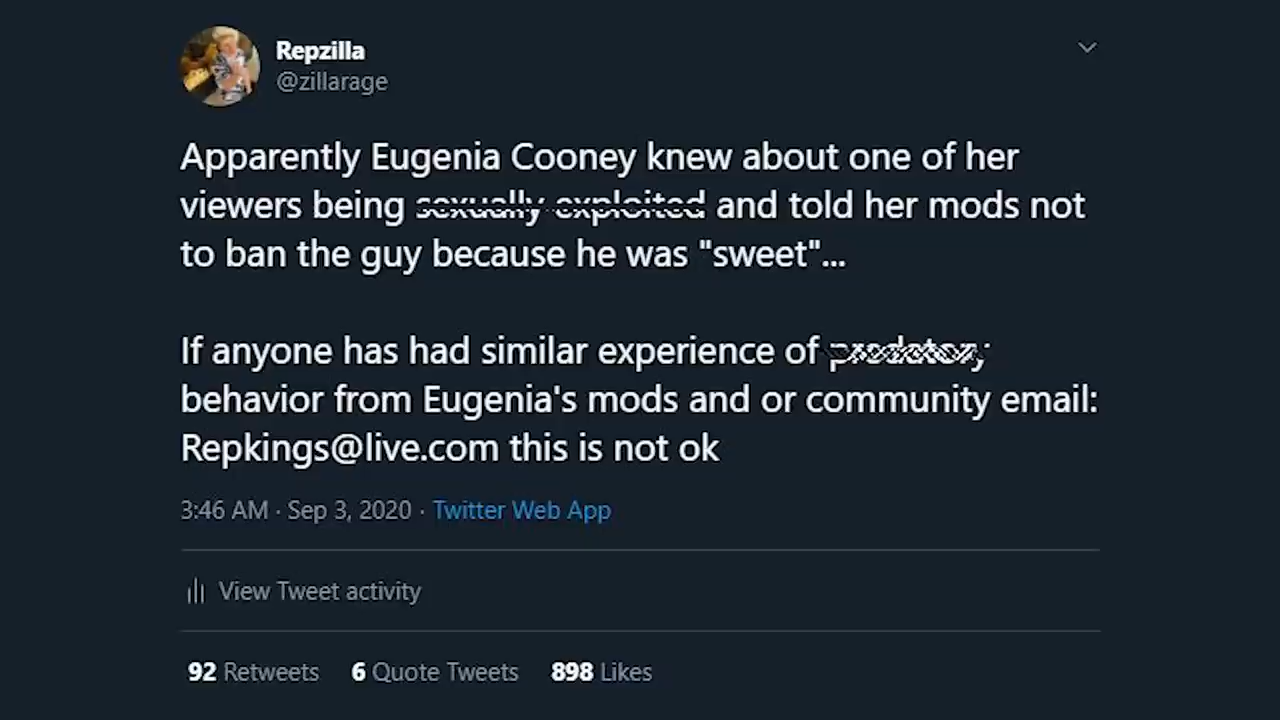 Repzilla
@zillarage
Apparently Eugenia Cooney knew about one of her
viewers being sexually exploited and told her mods not
to ban the guy because he was "sweet"...
If anyone has had similar experience of predatory
behavior from Eugenia's mods and or community email:
Repkings@live.com this is not ok
3:46 AM · Sep 3, 2020 · Twitter Web App
View Tweet activity
92 Retweets 6 Quote Tweets 898 Likes